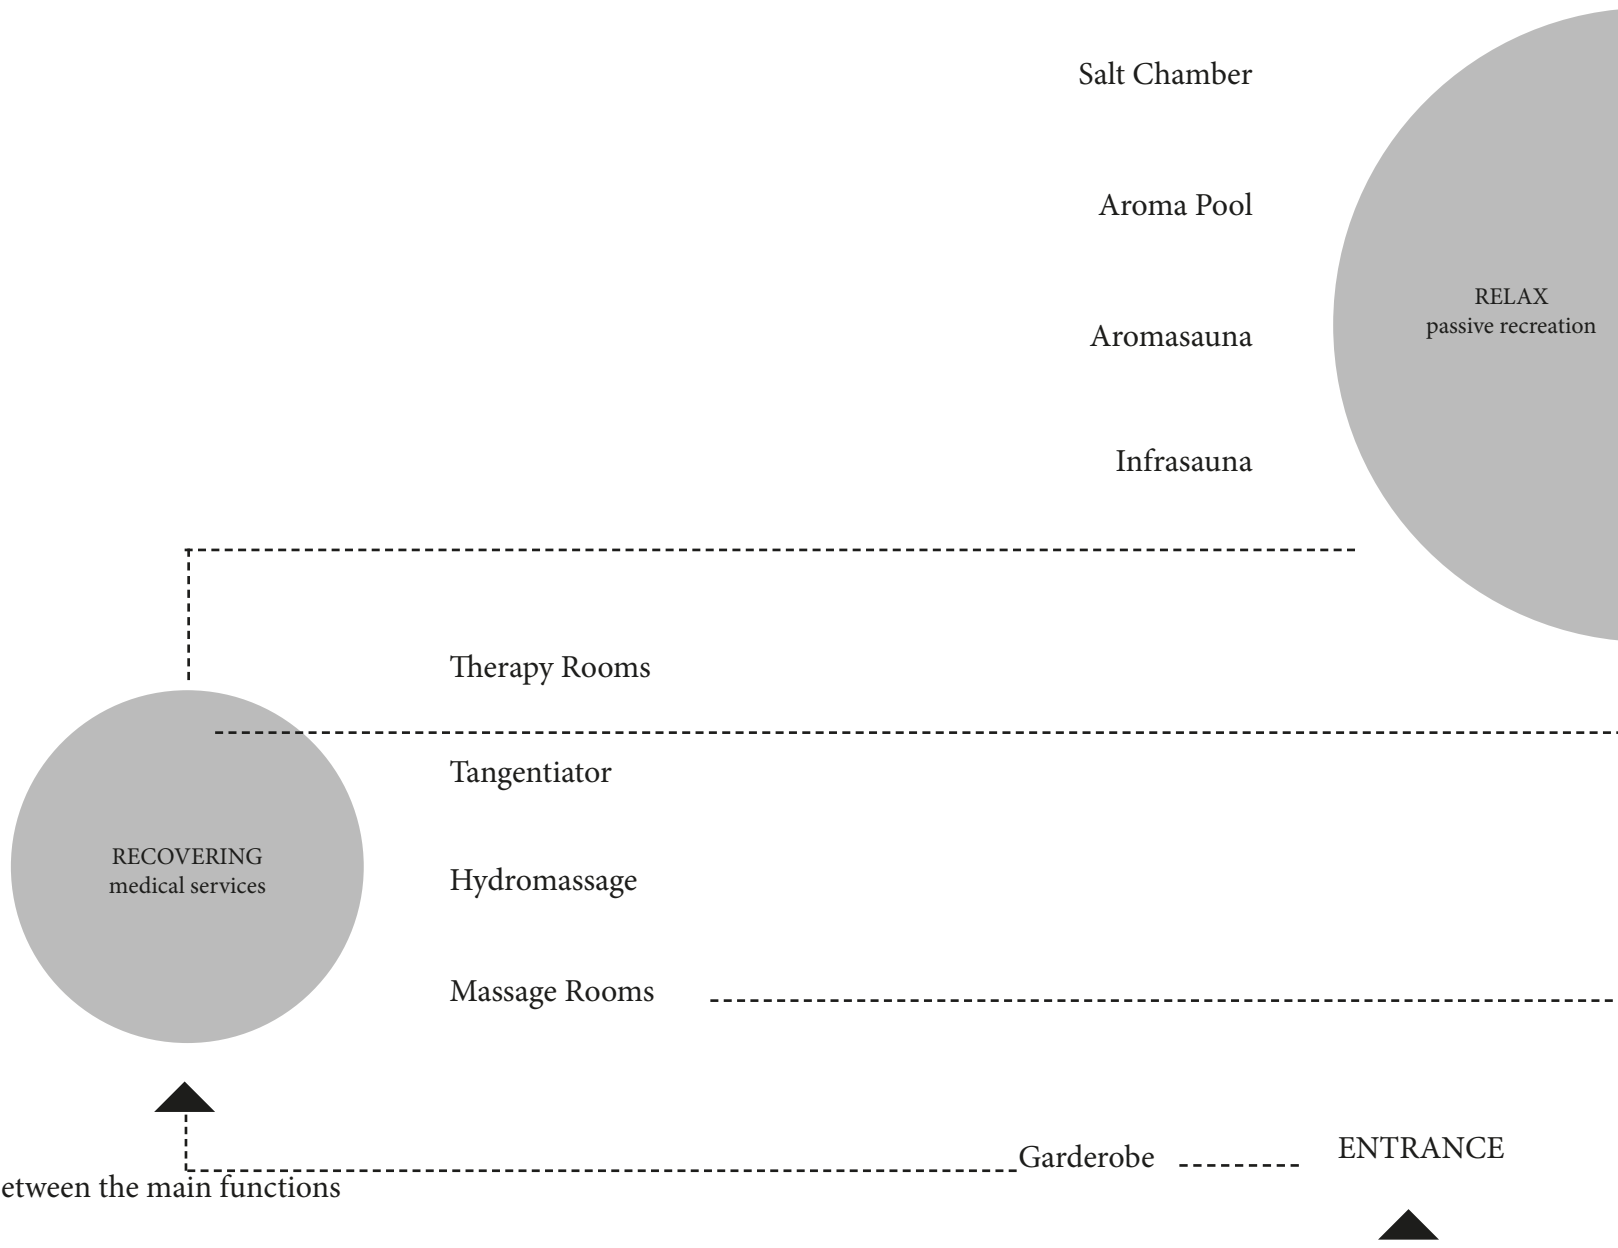 Salt Chamber
Aroma Pool
RELAX
passive recreation
Aromasauna
Infrasauna
Therapy Rooms
Tangentiator
RECOVERING
medical services
Hydromassage
Massage Rooms
ENTRANCE
Garderobe
etween the main functions